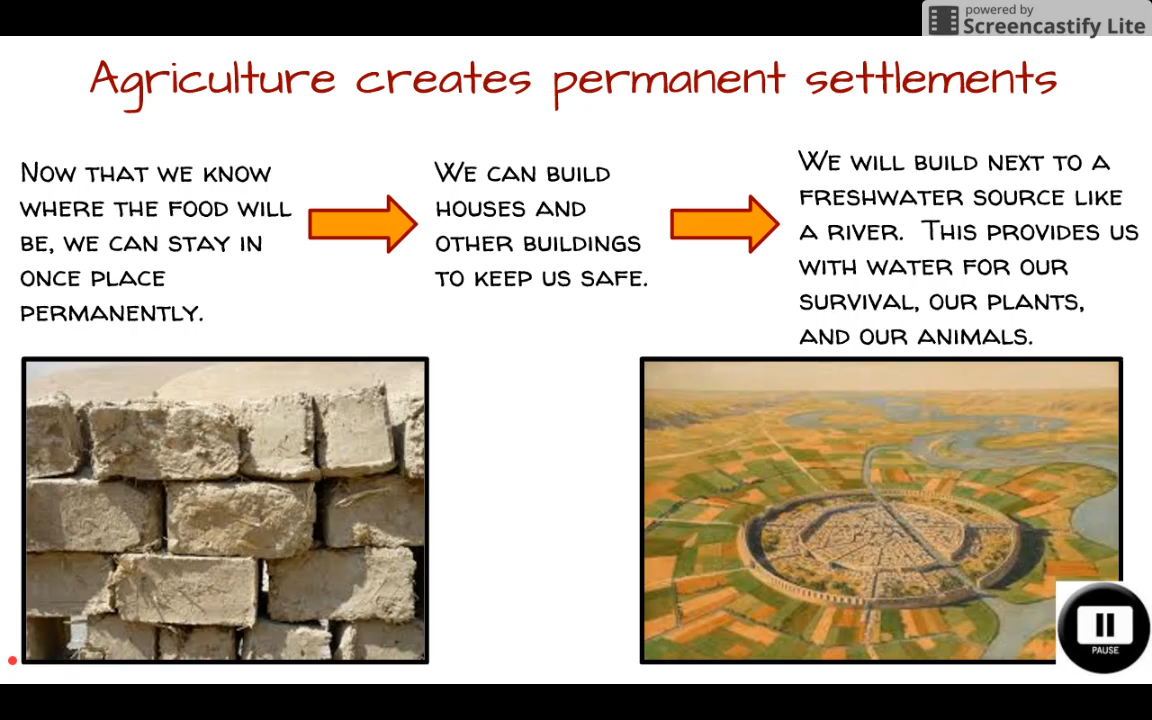 powered by
Screencastify Lite
Agriculture creates permanent settlements
Now that we know
where the food will
be, we can stay in
once place
permanently.
We can build
houses and
other buildings
to keep us safe.
We will build next to a
freshwater source like
a river. This provides us
with water for our
survival, our plants,
and our animals.
PAUSE